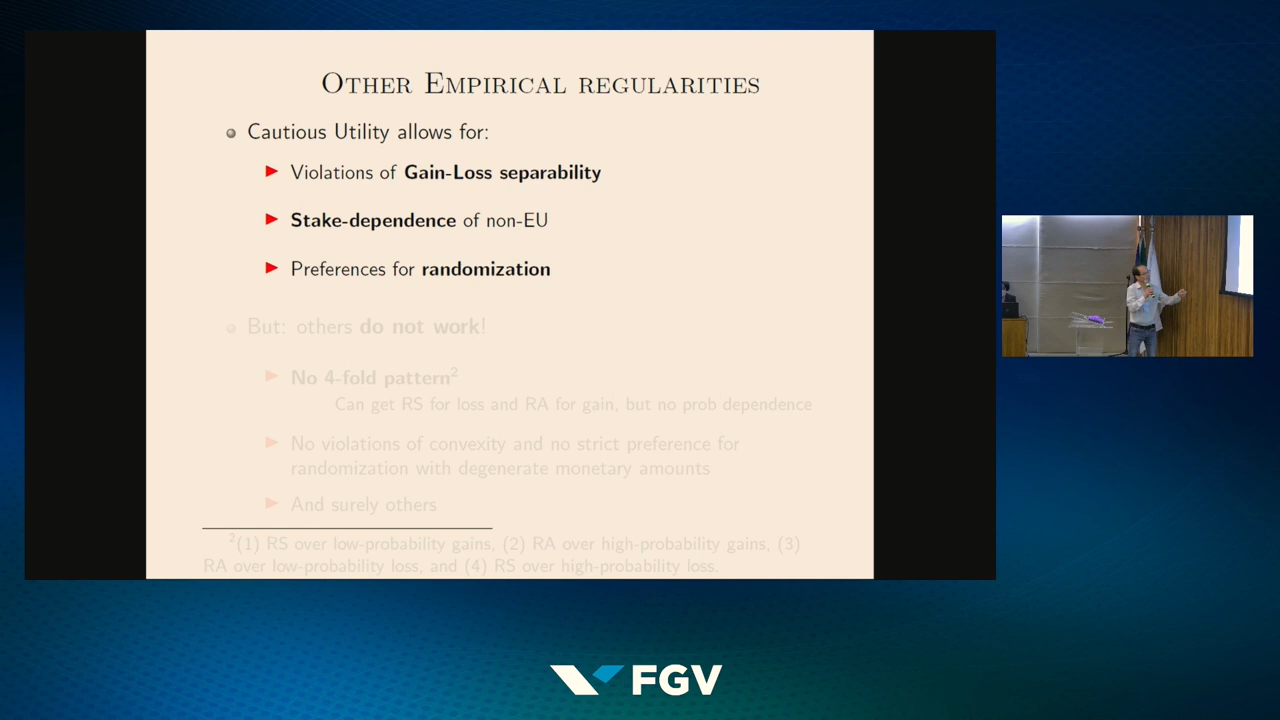 Other Empirical regularities
Cautious Utility allows for:
Violations of Gain-Loss separability
Stake-dependence of non-EU
Preferences for randomization
But: others do not work!
No 4-fold pattern2
Can get RS for loss and RA for gain, but no prob dependence
No violations of convexity and no strict preference for
randomization with degenerate monetary amounts
And surely others
2(1) RS over low-probability gains, (2) RA over high-probability gains, (3)
RA over low-probability loss, and (4) RS over high-probability loss.
FGV